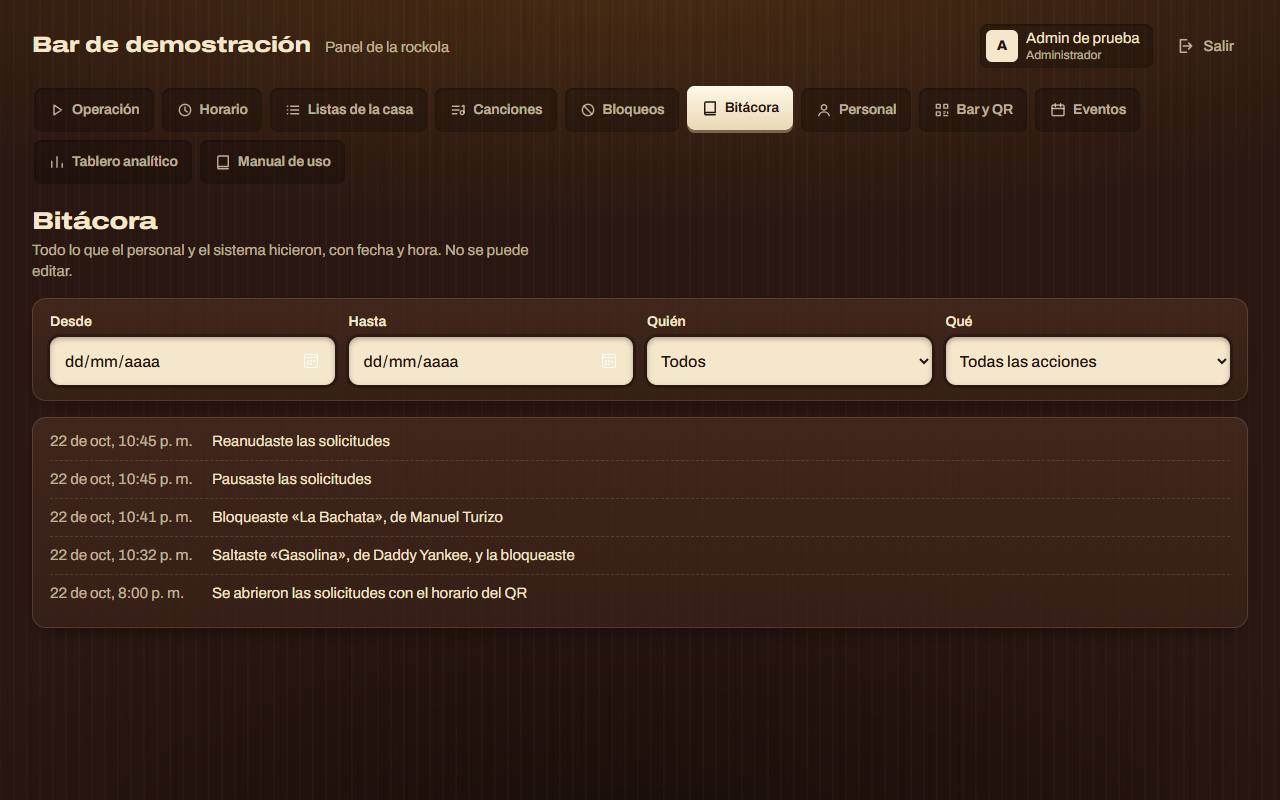 Bar de demostración Panel de la rockola
A Admin de prueba
Administrador
Salir
Operación Horario Listas de la casa Canciones Bloqueos Bitácora Personal Bar y QR Eventos
Tablero analítico Manual de uso
Bitácora
Todo lo que el personal y el sistema hicieron, con fecha y hora. No se puede
editar.
Desde Hasta Quién Qué
dd/mm/aaaa dd/mm/aaaa Todos Todas las acciones
22 de oct, 10:45 p. m. Reanudaste las solicitudes
22 de oct, 10:45 p. m. Pausaste las solicitudes
22 de oct, 10:41 p. m. Bloqueaste «La Bachata», de Manuel Turizo
22 de oct, 10:32 p. m. Saltaste «Gasolina», de Daddy Yankee, y la bloqueaste
22 de oct, 8:00 p. m. Se abrieron las solicitudes con el horario del QR